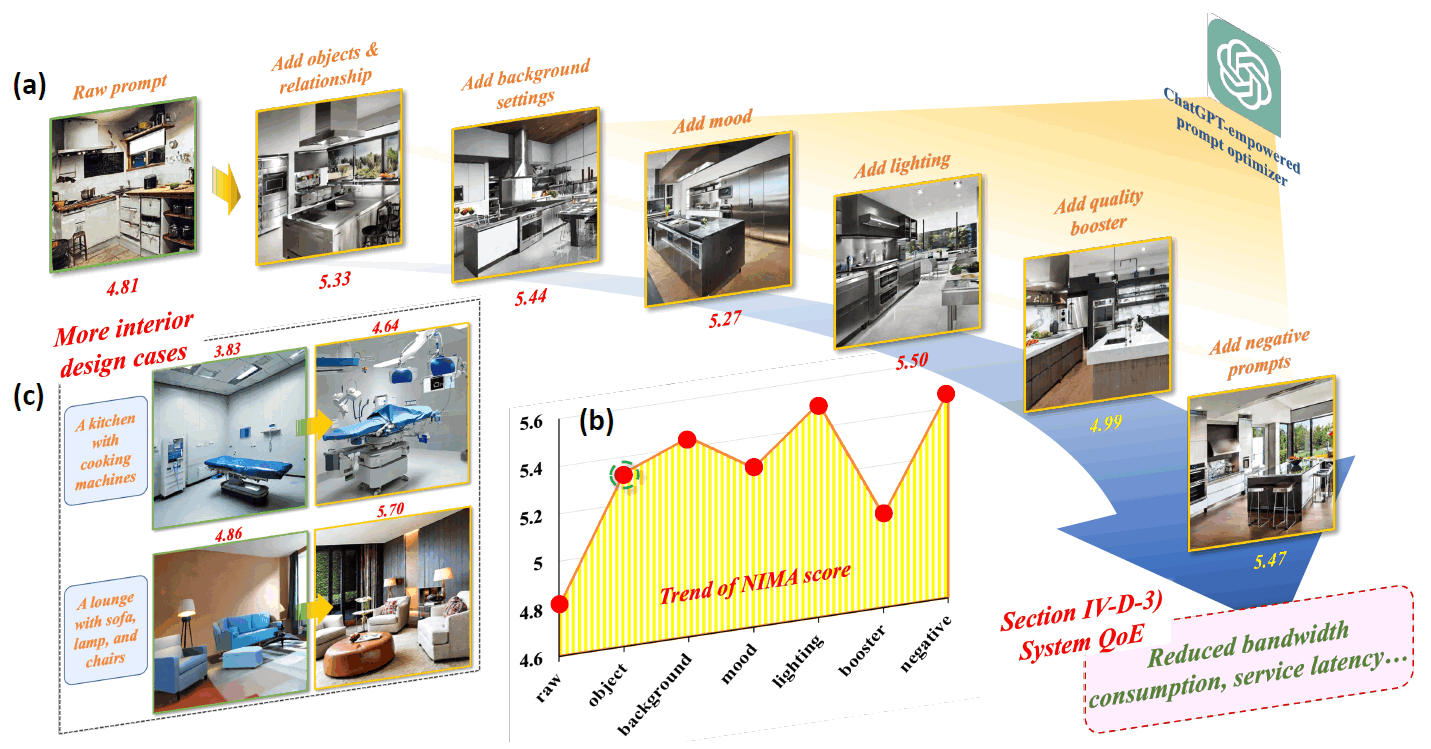 (a)
Raw prompt
Add objects &
relationship
Add background
settings
Add mood
Add lighting
Add quality
booster
Add negative
prompts
ChatGPT-empowered
prompt optimizer
4.81
5.33
5.44
5.27
5.50
4.99
5.47
More interior
design cases
(c)
3.83
4.64
A kitchen
with
cooking
machines
4.86
5.70
A lounge
with sofa,
lamp, and
chairs
(b)
5.6
5.4
5.2
5
4.8
4.6
Trend of NIMA score
raw
object
background
mood
lighting
booster
negative
Section IV-D-3)
System QoE
Reduced bandwidth
consumption, service latency…